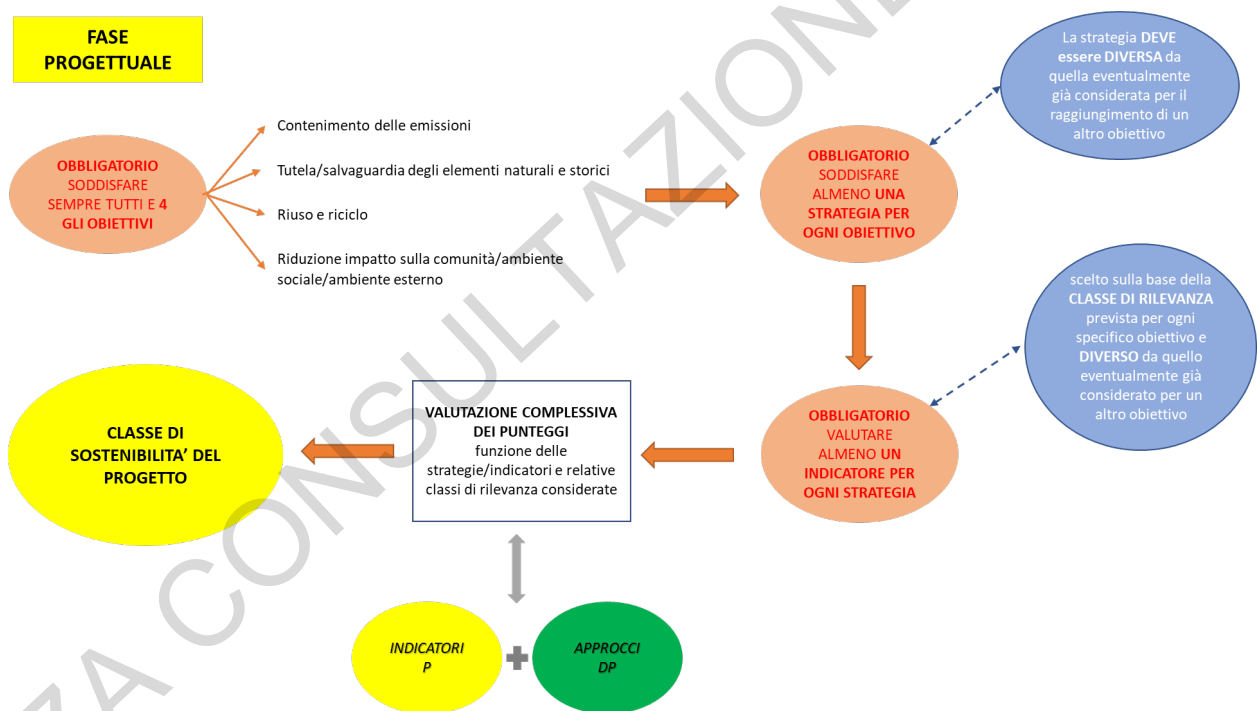 FASE
PROGETTUALE
OBBLIGATORIO
SODDISFARE
SEMPRE TUTTI E 4
GLI OBIETTIVI
Contenimento delle emissioni
Tutela/salvaguardia degli elementi naturali e storici
Riuso e riciclo
Riduzione impatto sulla comunità/ambiente
sociale/ambiente esterno
OBBLIGATORIO
SODDISFARE
ALMENO UNA
STRATEGIA PER
OGNI OBIETTIVO
La strategia DEVE
essere DIVERSA da
quella eventualmente
già considerata per il
raggiungimento di un
altro obiettivo
scelto sulla base della
CLASSE DI RILEVANZA
prevista per ogni
specifico obiettivo e
DIVERSO da quello
eventualmente già
considerato per un
altro obiettivo
OBBLIGATORIO
VALUTARE
ALMENO UN
INDICATORE PER
OGNI STRATEGIA
VALUTAZIONE COMPLESSIVA
DEI PUNTEGGI
funzione delle
strategie/indicatori e relative
classi di rilevanza considerate
CLASSE DI
SOSTENIBILITA' DEL
PROGETTO
INDICATORI
P
APPROCCI
DP
ZA CONSULTAZIONE